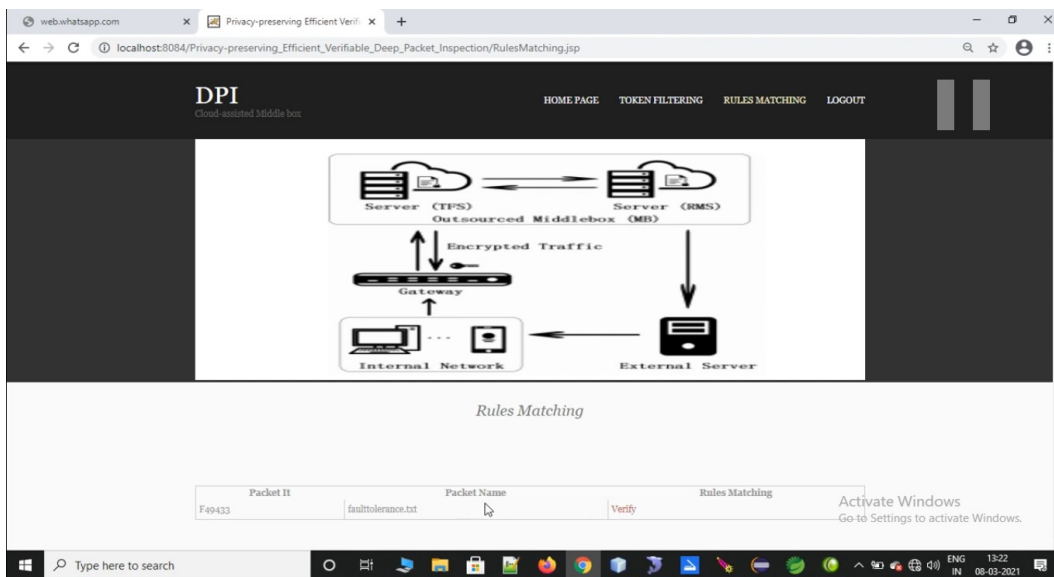 web.whatsapp.com
Privacy-preserving Efficient Verifi
localhost:8084/Privacy-preserving_Efficient_Verifiable_Deep_Packet_Inspection/RulesMatching.jsp
DPI
Cloud-assisted Middle box
HOME PAGE TOKEN FILTERING RULES MATCHING LOGOUT
Server (TFS) Server (RMS)
Outsourced Middlebox (MB)
Encrypted Traffic
Gateway
...
Internal Network External Server
Rules Matching
Packet It Packet Name Rules Matching
F49433 faulttolerance.txt Verify
Activate Windows
Go to Settings to activate Windows.
Type here to search
ENG 13:22
IN 08-03-2021